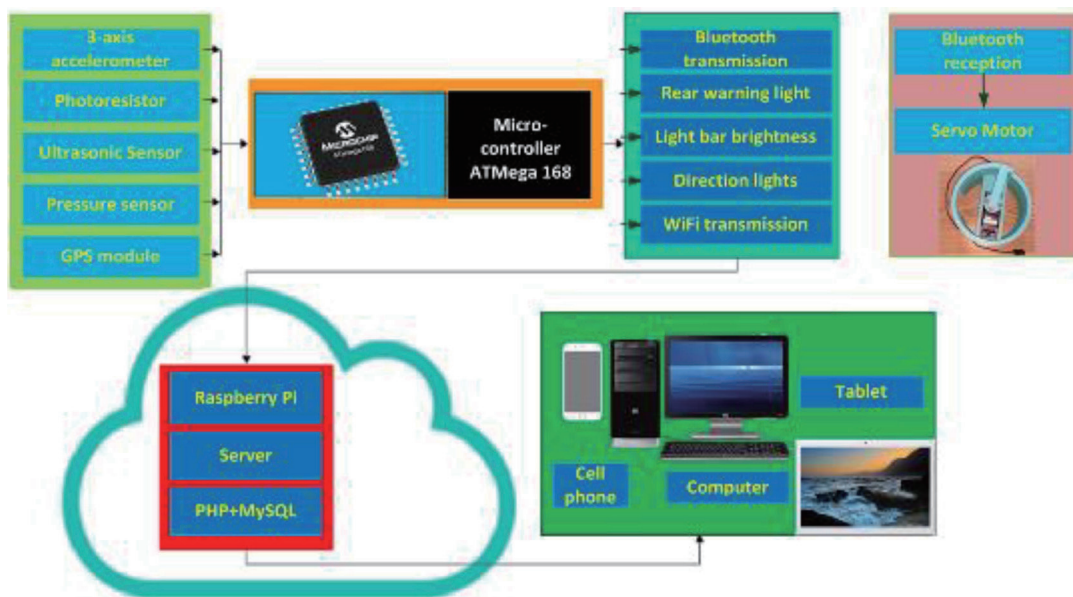 3-axis
accelerometer
Photoresistor
Ultrasonic Sensor
Pressure sensor
GPS module
MICROCHIP
ATmega168
Micro-
controller
ATMega 168
Bluetooth
transmission
Rear warning light
Light bar brightness
Direction lights
WiFi transmission
Bluetooth
reception
Servo Motor
Raspberry Pi
Server
PHP+MySQL
Cell
phone
Computer
Tablet